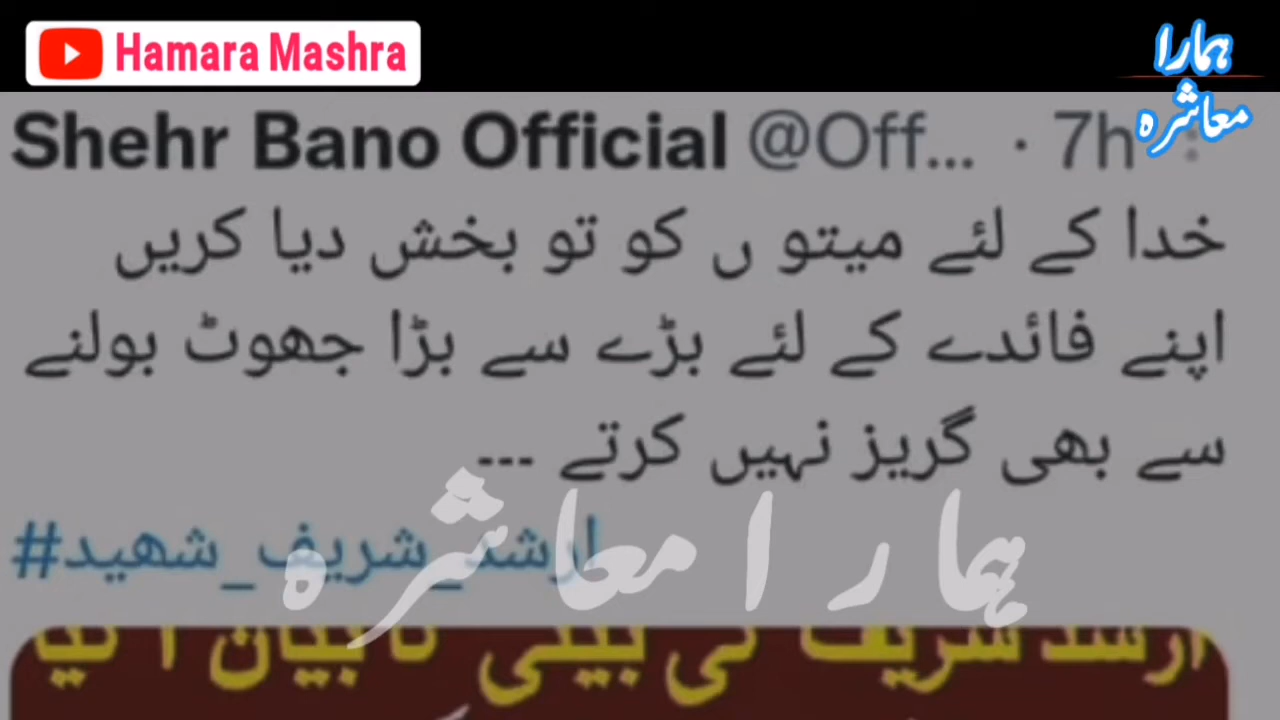 Hamara Mashra
ہمارا
معاشرہ
Shehr Bano Official @Off... · 7h
خدا کے لئے میتو ں کو تو بخش دیا کریں
اپنے فائدے کے لئے بڑے سے بڑا جھوٹ بولنے
سے بھی گریز نہیں کرتے ---
#ارشد_شریف_شھید
ہمارا معاشرہ
ارشد شریف کی بیٹی کا بیان آ گیا